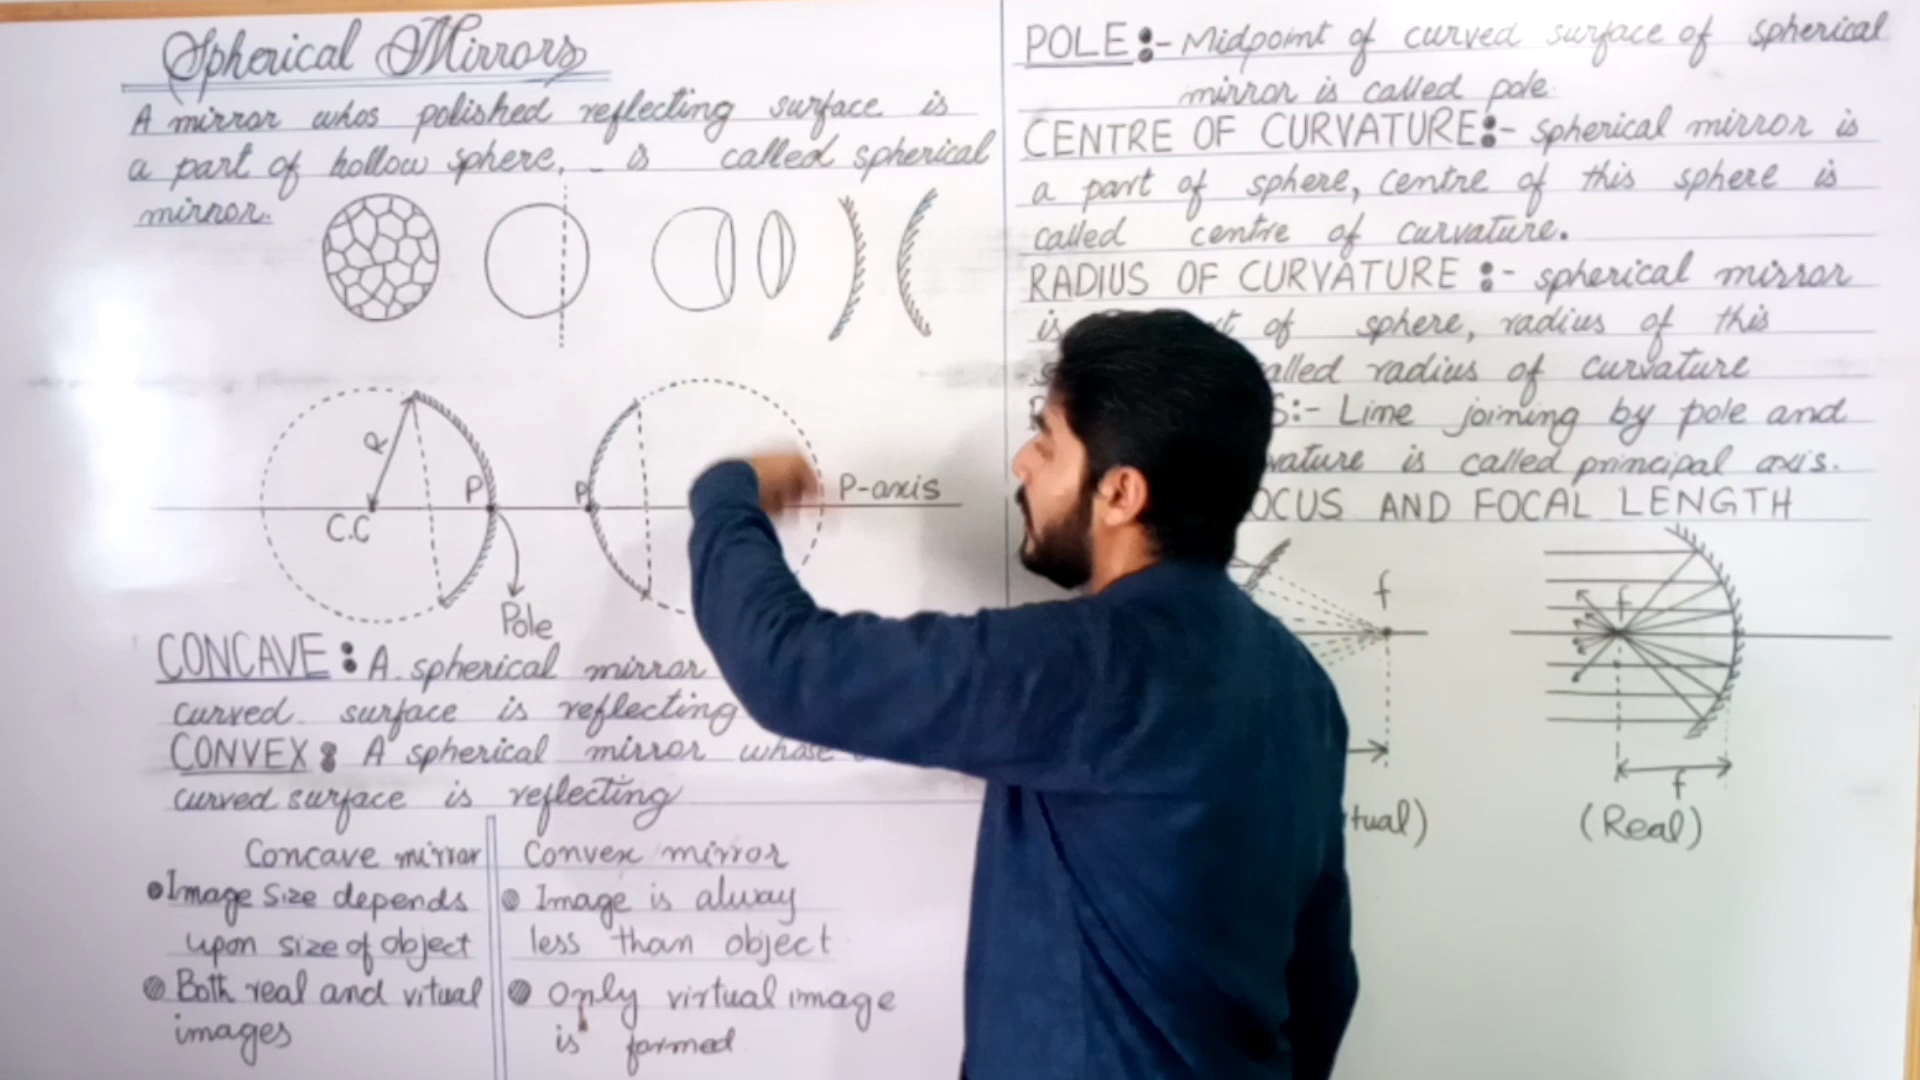 Spherical Mirrors
A mirror whos polished reflecting surface is
a part of hollow sphere, is called spherical
mirror.
R
P
C.C
Pole
P
P-axis
CONCAVE: A spherical mirror
curved surface is reflecting
CONVEX: A spherical mirror whose
curved surface is reflecting
Concave mirror
• Image size depends
upon size of object
• Both real and vitual
images
Convex mirror
• Image is alway
less than object
• Only virtual image
is formed
POLE:- Midpoint of curved surface of spherical
mirror is called pole.
CENTRE OF CURVATURE:- spherical mirror is
a part of sphere, centre of this sphere is
called centre of curvature.
RADIUS OF CURVATURE :- spherical mirror
is of sphere, radius of this
called radius of curvature
:- Line joining by pole and
is called principal axis.
FOCUS AND FOCAL LENGTH
f
f
f
(Real)